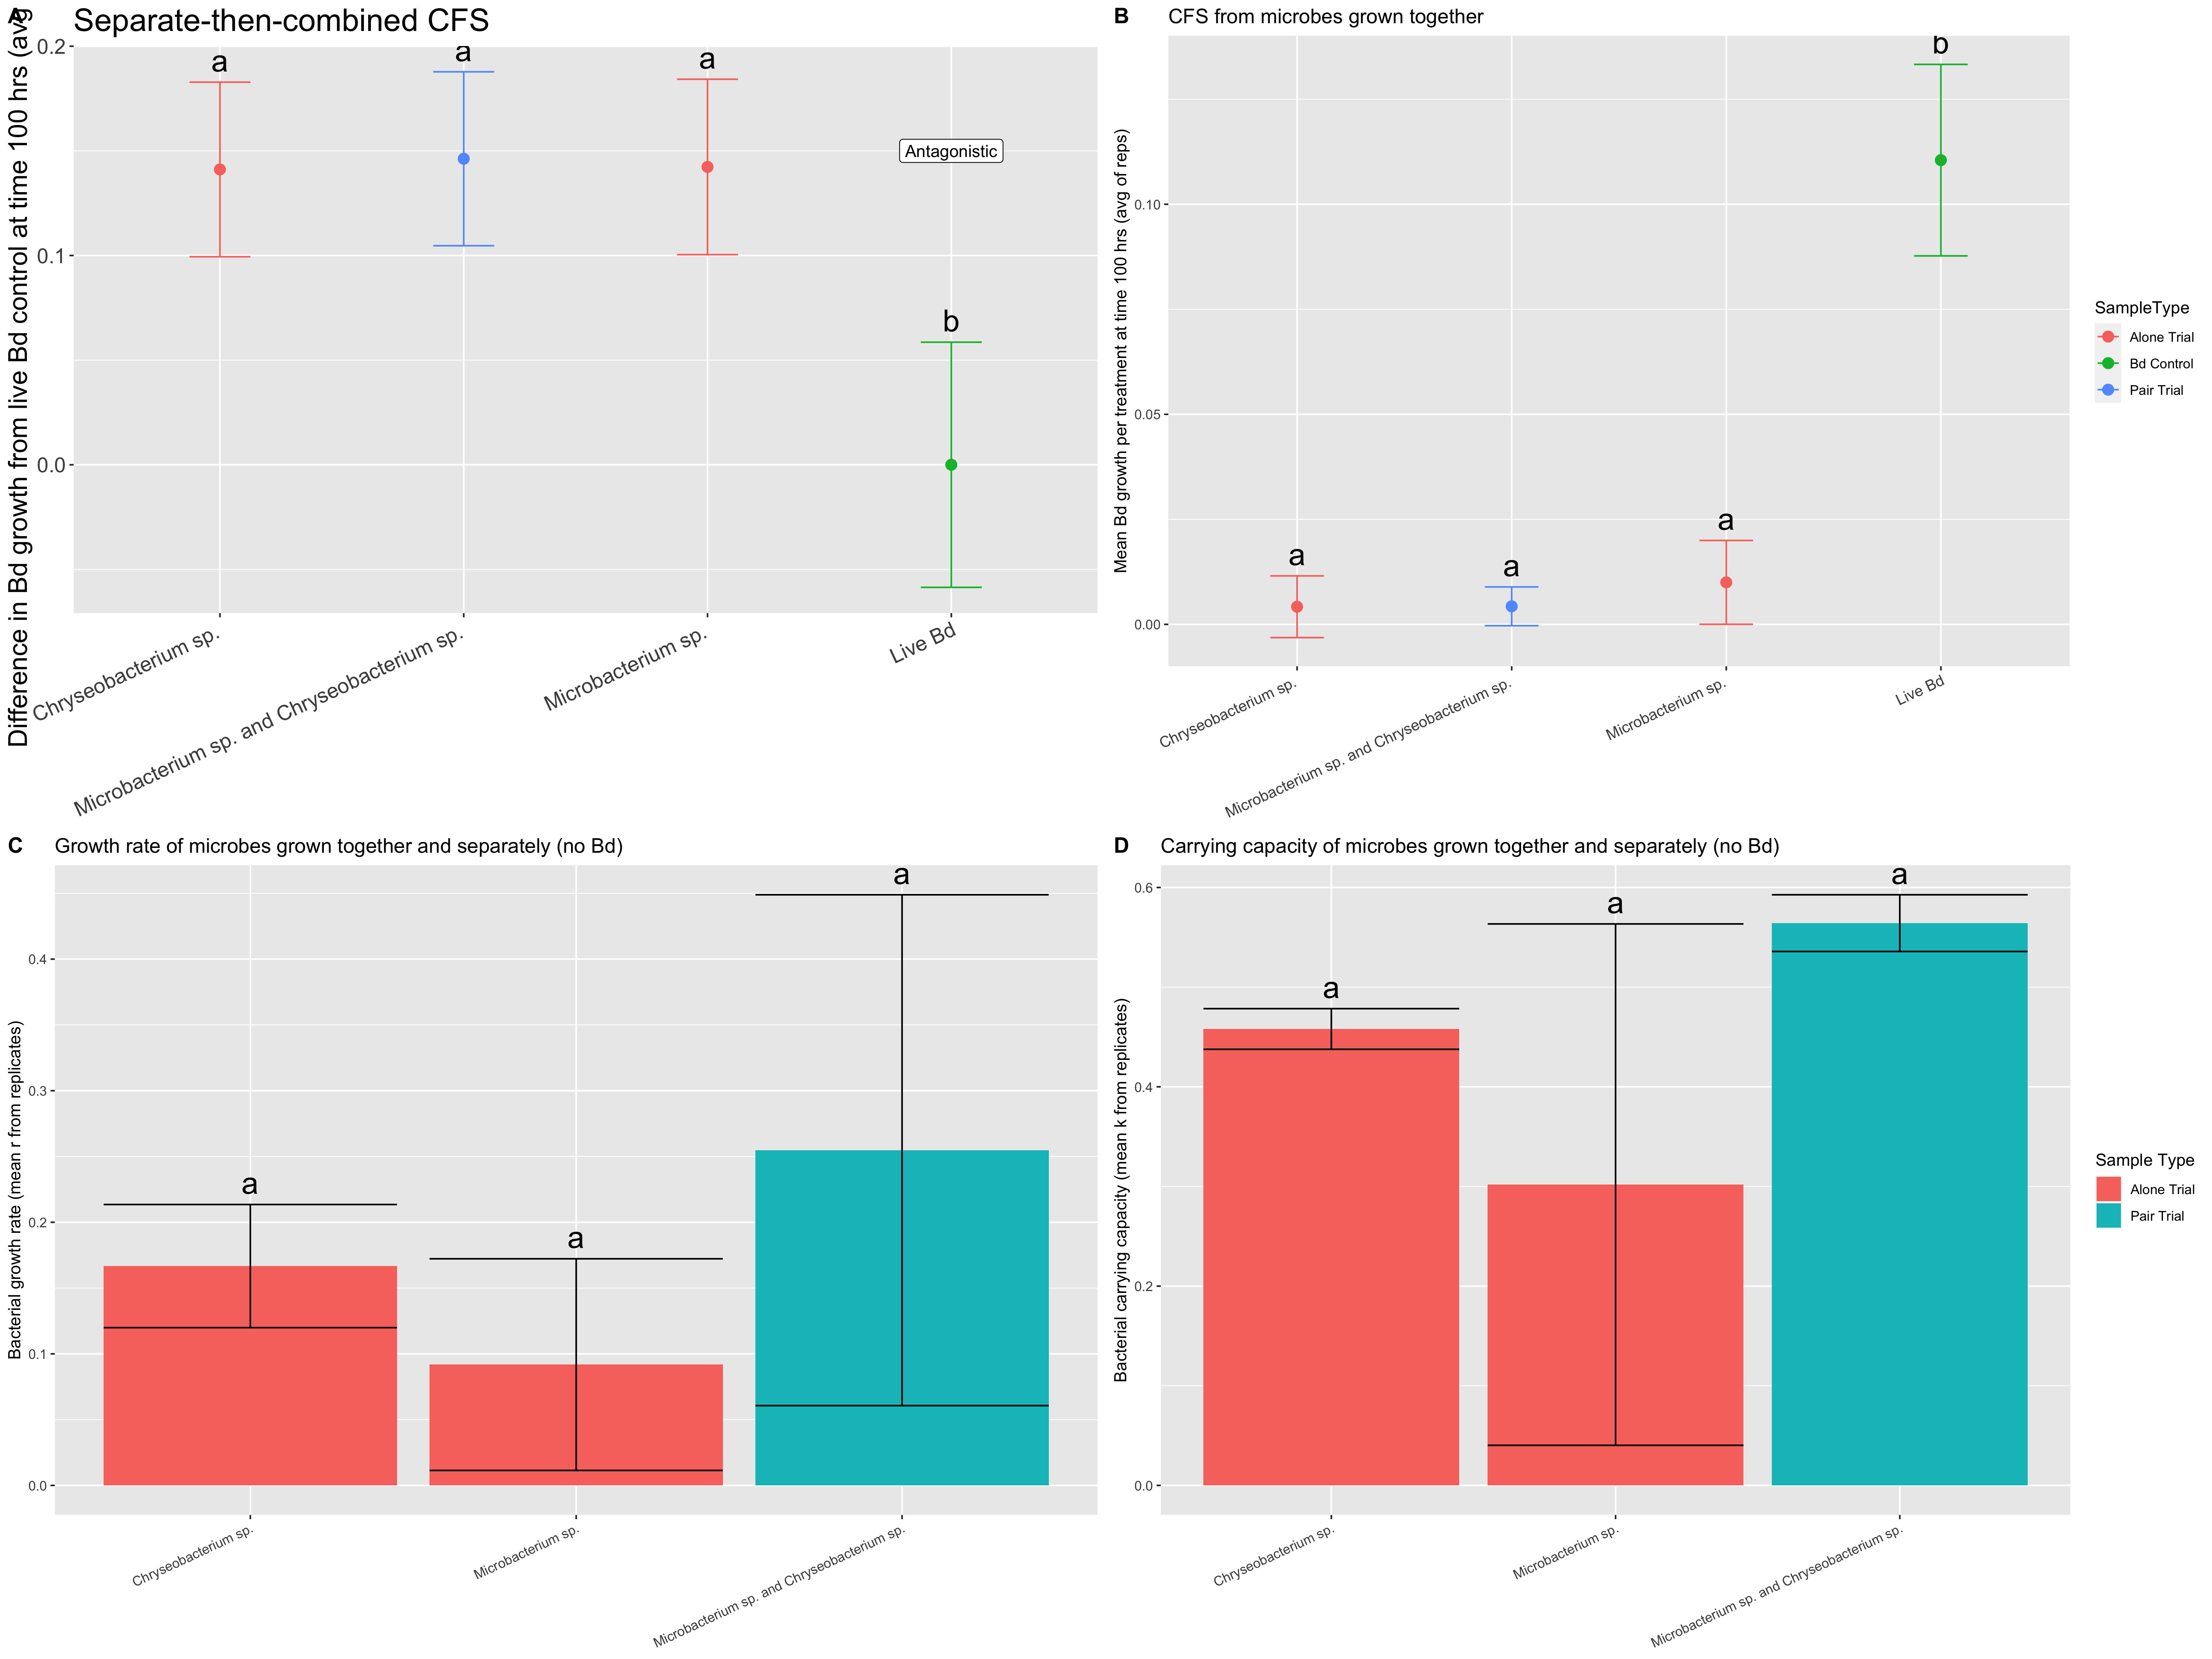 A
Separate-then-combined CFS
Difference in Bd growth from live Bd control at time 100 hrs (avg
0.2
0.1
0.0
a
a
a
b
Antagonistic
Chryseobacterium sp.
Microbacterium sp. and Chryseobacterium sp.
Microbacterium sp.
Live Bd
B
CFS from microbes grown together
Mean Bd growth per treatment at time 100 hrs (avg of reps)
0.10
0.05
0.00
a
a
a
b
Chryseobacterium sp.
Microbacterium sp. and Chryseobacterium sp.
Microbacterium sp.
Live Bd
SampleType
Alone Trial
Bd Control
Pair Trial
C
Growth rate of microbes grown together and separately (no Bd)
Bacterial growth rate (mean r from replicates)
0.4
0.3
0.2
0.1
0.0
a
a
a
Chryseobacterium sp.
Microbacterium sp.
Microbacterium sp. and Chryseobacterium sp.
D
Carrying capacity of microbes grown together and separately (no Bd)
Bacterial carrying capacity (mean k from replicates)
0.6
0.4
0.2
0.0
a
a
a
Chryseobacterium sp.
Microbacterium sp.
Microbacterium sp. and Chryseobacterium sp.
Sample Type
Alone Trial
Pair Trial